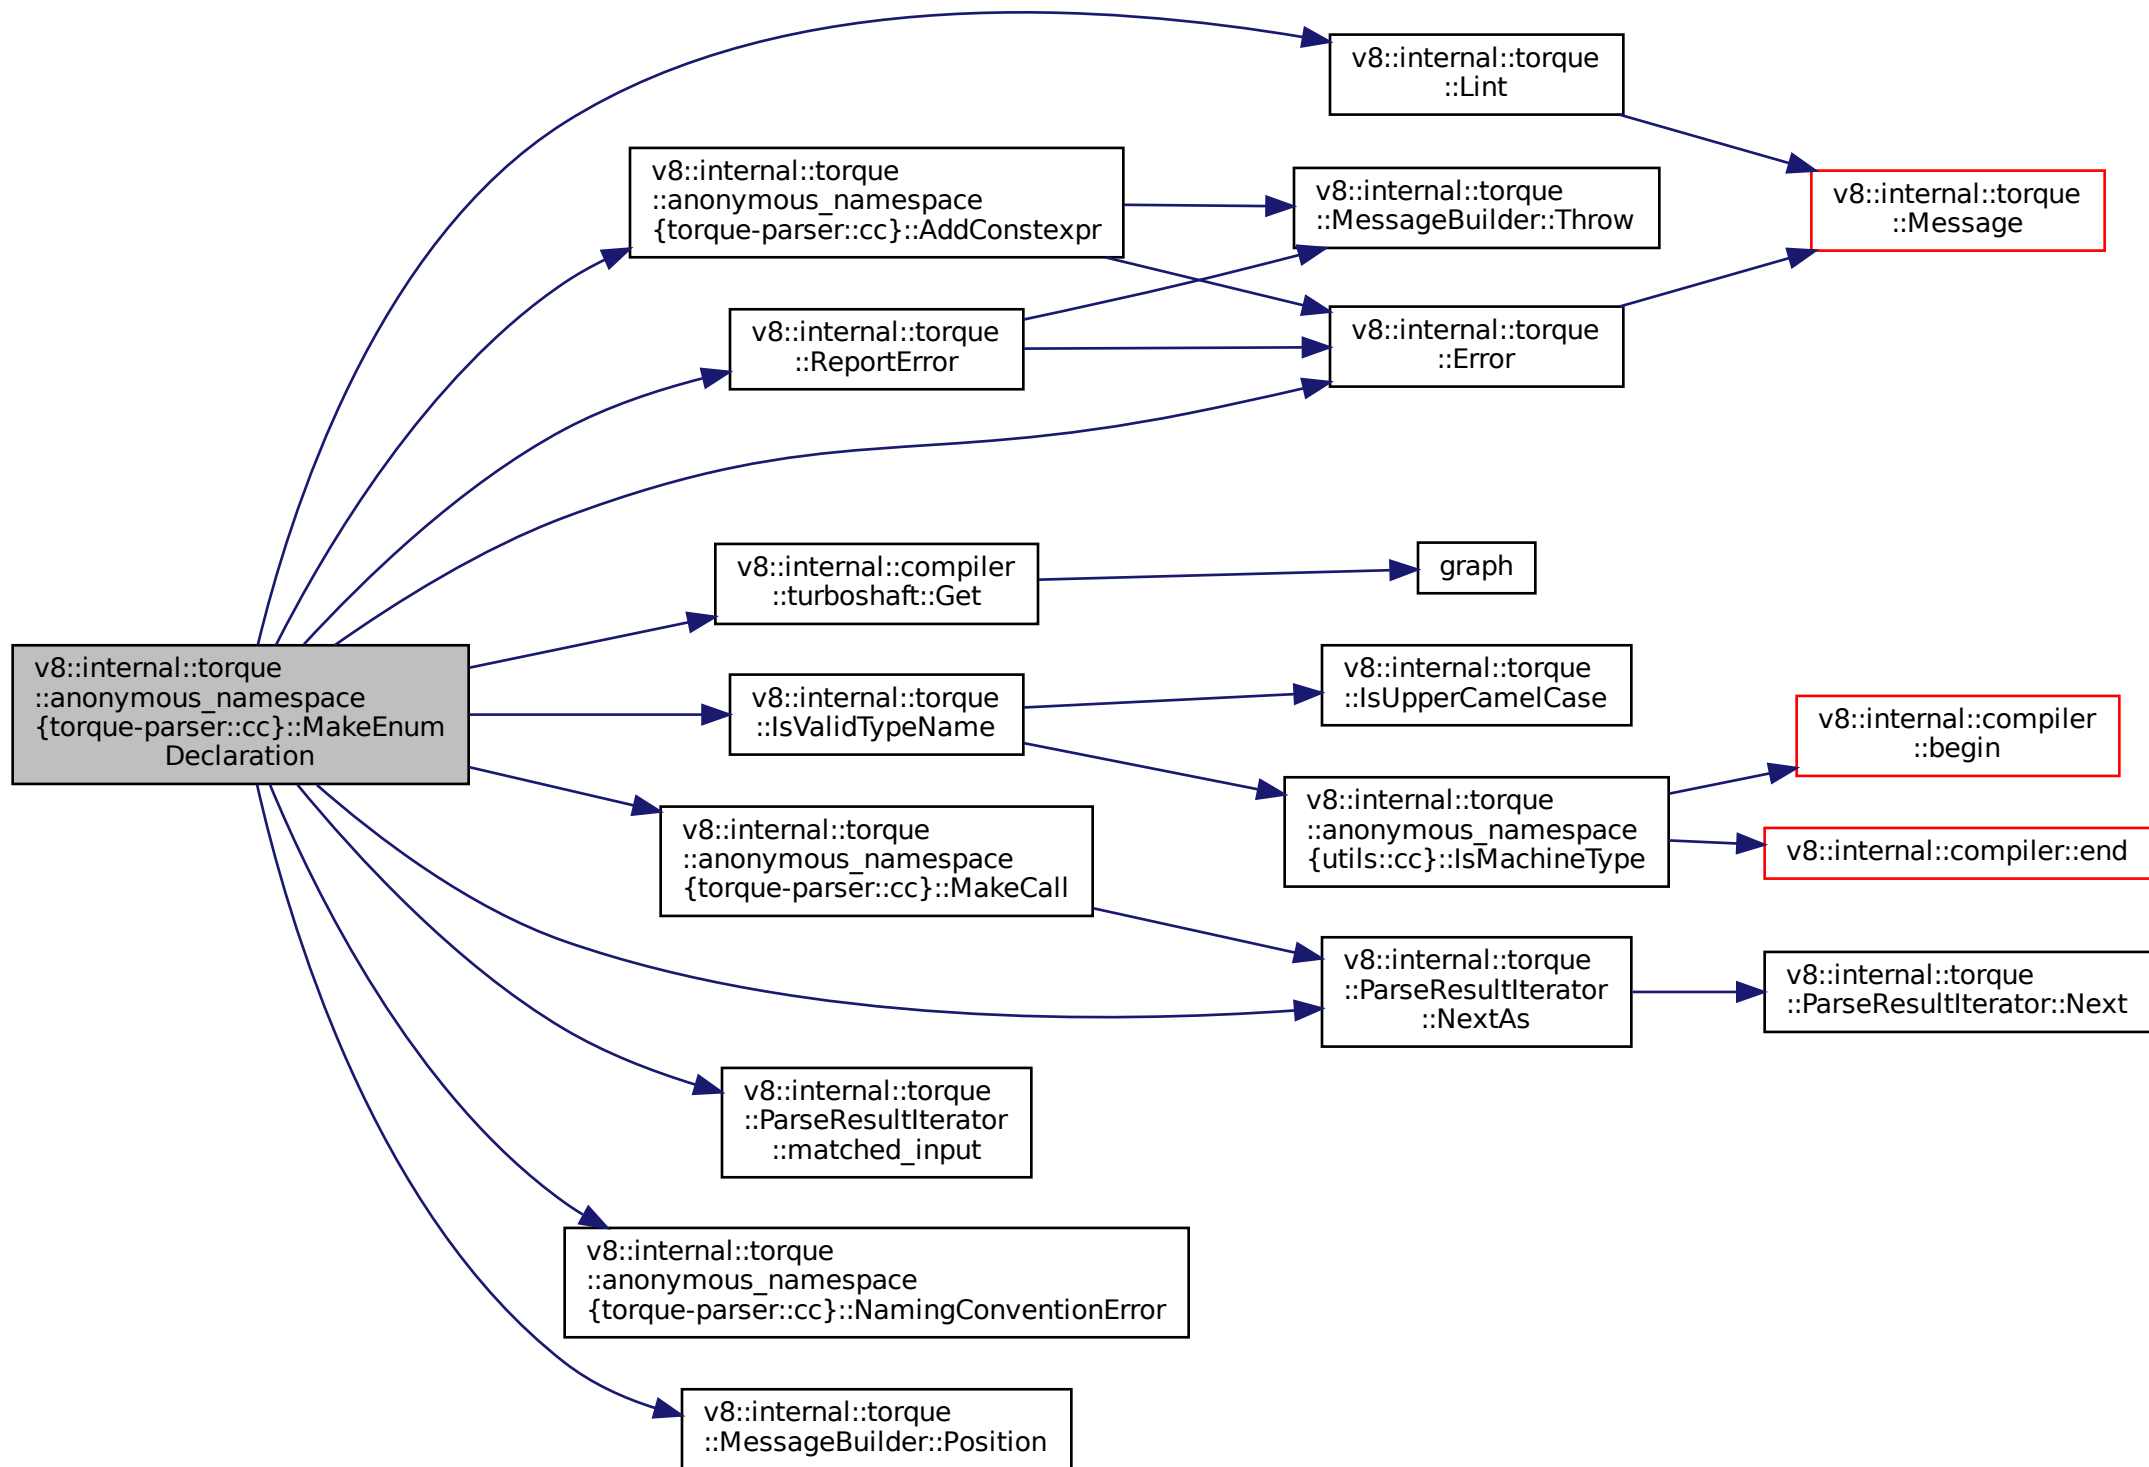 v8::internal::torque
::Lint
v8::internal::torque
::anonymous_namespace
{torque-parser::cc}::AddConstexpr
v8::internal::torque
::MessageBuilder::Throw
v8::internal::torque
::Message
v8::internal::torque
::ReportError
v8::internal::torque
::Error
v8::internal::compiler
::turboshaft::Get
graph
v8::internal::torque
::anonymous_namespace
{torque-parser::cc}::MakeEnum
Declaration
v8::internal::torque
::IsValidTypeName
v8::internal::torque
::IsUpperCamelCase
v8::internal::compiler
::begin
v8::internal::torque
::anonymous_namespace
{utils::cc}::IsMachineType
v8::internal::compiler::end
v8::internal::torque
::anonymous_namespace
{torque-parser::cc}::MakeCall
v8::internal::torque
::ParseResultIterator
::NextAs
v8::internal::torque
::ParseResultIterator::Next
v8::internal::torque
::ParseResultIterator
::matched_input
v8::internal::torque
::anonymous_namespace
{torque-parser::cc}::NamingConventionError
v8::internal::torque
::MessageBuilder::Position